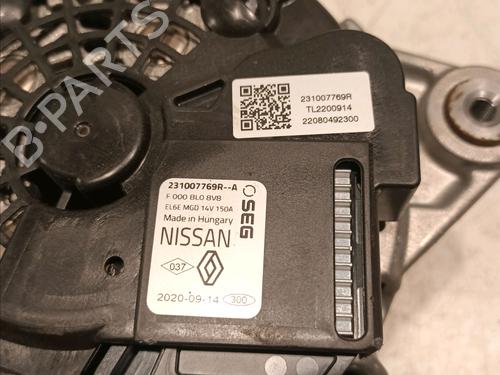 231007769R
TL2200914
22080492300
231007769R--A
F 000 BL0 8V8
EL6E MGD 14V 150A
Made in Hungary
SEG
NISSAN
037
2020-09-14 300
B-PARTS